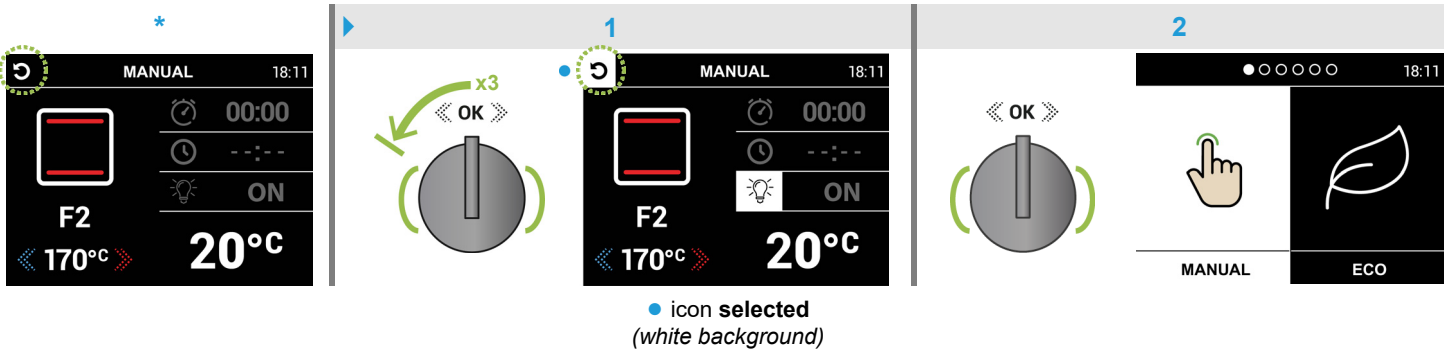 *
MANUAL 18:11
00:00
--:--
ON
F2
170°C
20°C
1
x3
OK
MANUAL 18:11
00:00
--:--
ON
F2
170°C
20°C
icon selected
(white background)
2
OK
18:11
MANUAL
ECO